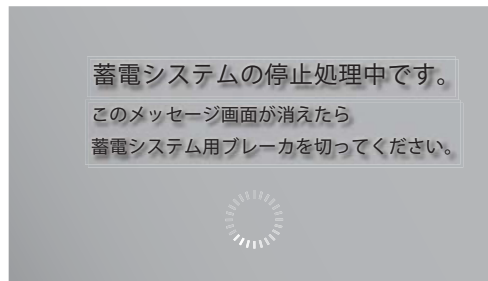 蓄電システムの停止処理中です。
このメッセージ画面が消えたら
蓄電システム用ブレーカを切ってください。